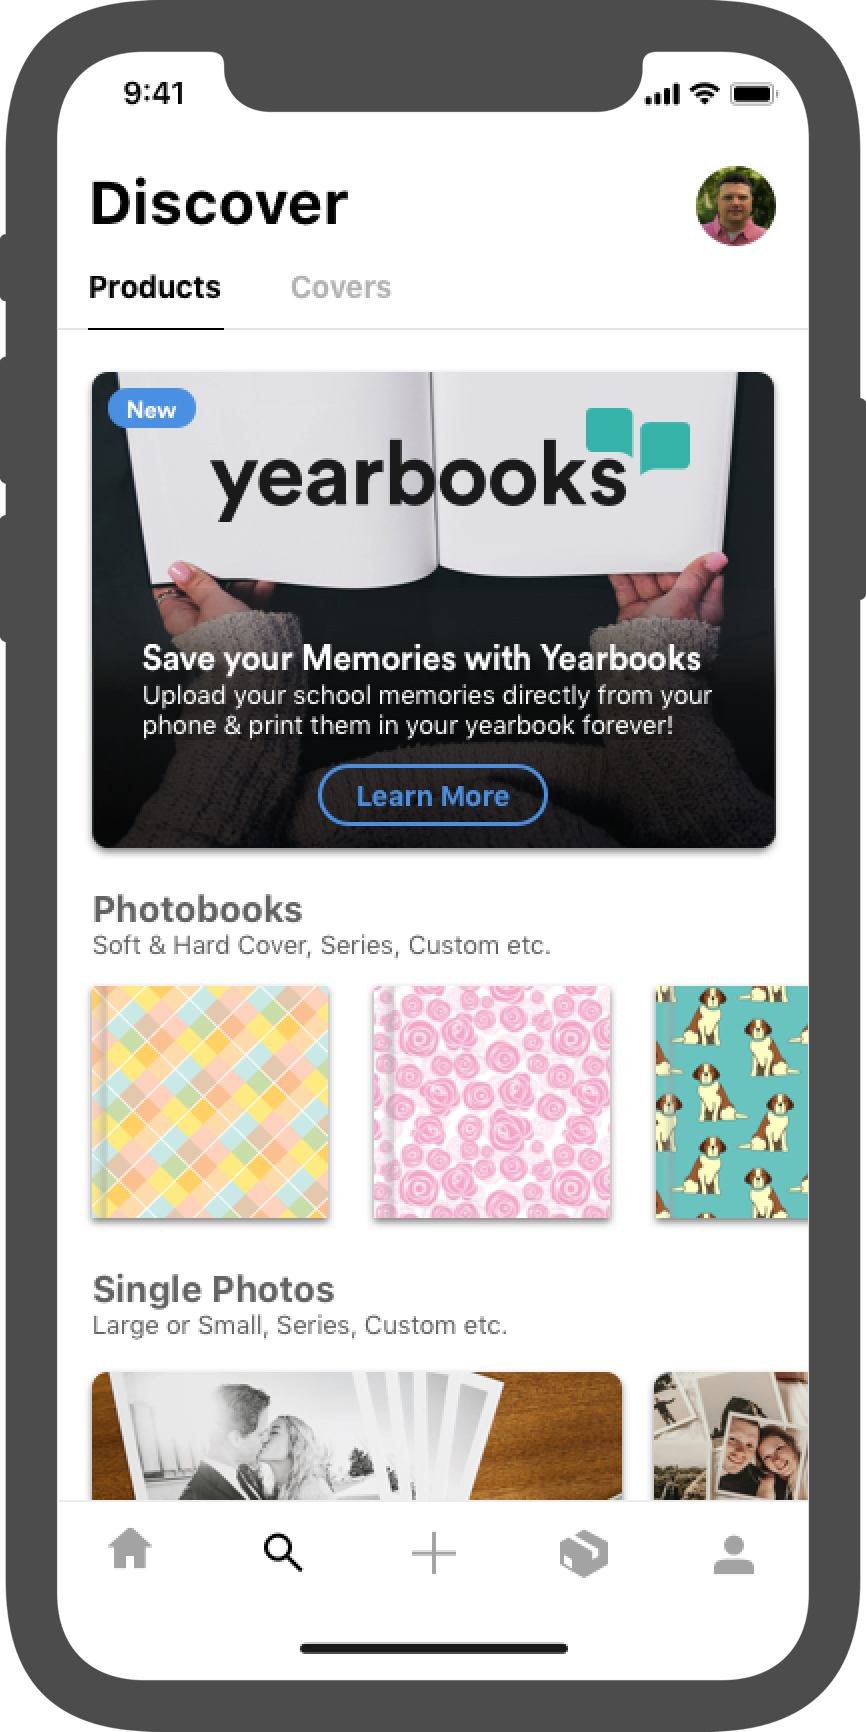 9:41
Discover
Products Covers
New
yearbooks
Save your Memories with Yearbooks
Upload your school memories directly from your
phone & print them in your yearbook forever!
Learn More
Photobooks
Soft & Hard Cover, Series, Custom etc.
Single Photos
Large or Small, Series, Custom etc.